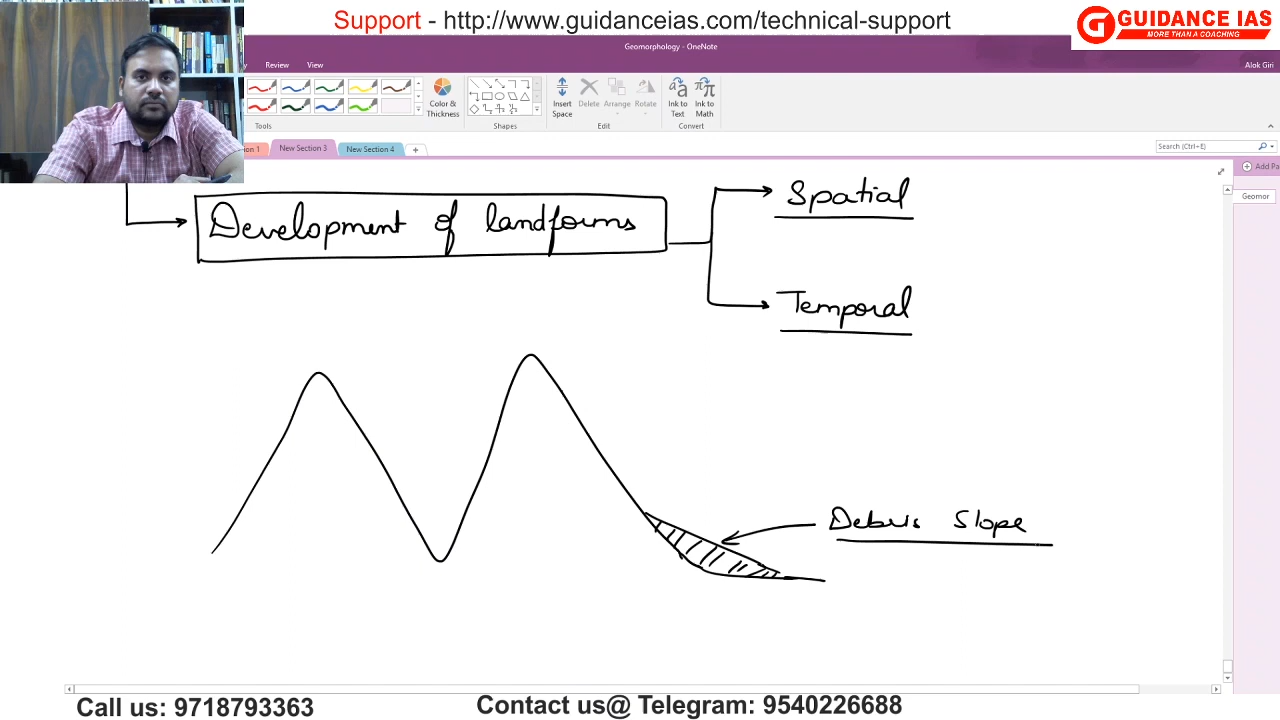 Support - http://www.guidanceias.com/technical-support
GUIDANCE IAS
MORE THAN A COACHING
Geomorphology - OneNote
Review View
Alok Giri
Color & Thickness
Insert Space
Delete
Arrange
Rotate
Ink to Text
Ink to Math
Tools
Shapes
Edit
Convert
New Section 3
New Section 4
Search (Ctrl+E)
Add Pa
Geomor
Development of landforms
Spatial
Temporal
Debris Slope
Call us: 9718793363
Contact us@ Telegram: 9540226688